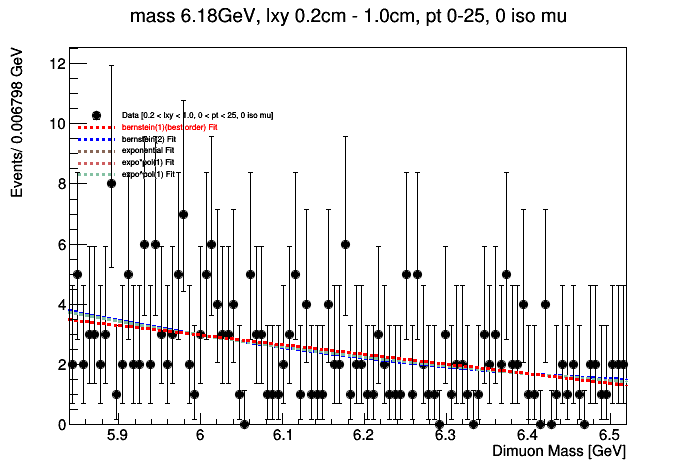 mass 6.18GeV, lxy 0.2cm - 1.0cm, pt 0-25, 0 iso mu
Events/ 0.006798 GeV
12
10
8
6
4
2
0
Data [0.2 < lxy < 1.0, 0 < pt < 25, 0 iso mu]
bernstein(1)(best order) Fit
bernstein(2) Fit
exponential Fit
expo*pol(1) Fit
expo^pol(1) Fit
5.9 6 6.1 6.2 6.3 6.4 6.5
Dimuon Mass [GeV]